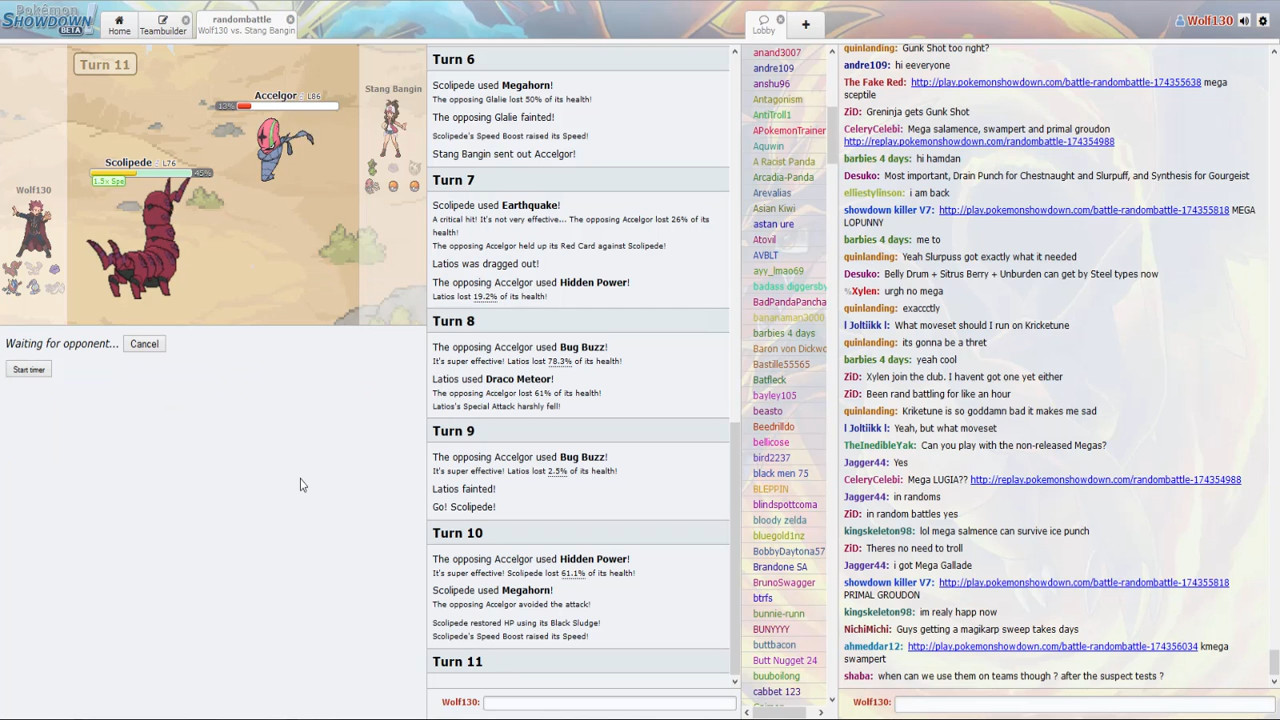 Pokémon
SHOWDOWN
BETA
Home
Teambuilder
randombattle
Wolf130 vs. Stang Bangin
Lobby
+
Wolf130
Turn 11
Accelgor L86
13%
Stang Bangin
Scolipede L76
45%
1.5x Spe
Wolf130
Waiting for opponent... Cancel
Start timer
Turn 6
Scolipede used Megahorn!
The opposing Glalie lost 50% of its health!
The opposing Glalie fainted!
Scolipede's Speed Boost raised its Speed!
Stang Bangin sent out Accelgor!
Turn 7
Scolipede used Earthquake!
A critical hit! It's not very effective... The opposing Accelgor lost 26% of its
health!
The opposing Accelgor held up its Red Card against Scolipede!
Latios was dragged out!
The opposing Accelgor used Hidden Power!
Latios lost 19.2% of its health!
Turn 8
The opposing Accelgor used Bug Buzz!
It's super effective! Latios lost 78.3% of its health!
Latios used Draco Meteor!
The opposing Accelgor lost 61% of its health!
Latios's Special Attack harshly fell!
Turn 9
The opposing Accelgor used Bug Buzz!
It's super effective! Latios lost 2.5% of its health!
Latios fainted!
Go! Scolipede!
Turn 10
The opposing Accelgor used Hidden Power!
It's super effective! Scolipede lost 61.1% of its health!
Scolipede used Megahorn!
The opposing Accelgor avoided the attack!
Scolipede restored HP using its Black Sludge!
Scolipede's Speed Boost raised its Speed!
Turn 11
Wolf130:
anand3007
andre109
anshu96
Antagonism
AntiTroll1
APokemonTrainer
Aquwin
A Racist Panda
Arcadia-Panda
Arevalias
Asian Kiwi
astan ure
Atovil
AVBLT
ayy_lmao69
badass diggersby
BadPandaPancha
bananaman3000
barbies 4 days
Baron von Dickwo
Bastille55565
Batfleck
bayley105
beasto
Beedrilldo
bellicose
bird2237
black men 75
BLEPPIN
blindspottcoma
bloody zelda
bluegold1nz
BobbyDaytona57
Brandone SA
BrunoSwagger
btrfs
bunnie-runn
BUNYYYY
buttbacon
Butt Nugget 24
buuboilong
cabbet 123
quinlanding: Gunk Shot too night?
andre109: hi eeveryone
The Fake Red: http://play.pokemonshowdown.com/battle-randombattle-174355638 mega
sceptile
ZiD: Greninja gets Gunk Shot
CeleryCelebi: Mega salamence, swampert and primal groudon
http://replay.pokemonshowdown.com/randombattle-174354988
barbies 4 days: hi hamdan
Desuko: Most important, Drain Punch for Chestnaught and Slurpuff, and Synthesis for Gourgeist
elliestylinson: i am back
showdown killer V7: http://play.pokemonshowdown.com/battle-randombattle-174355818 MEGA
LOPUNNY
barbies 4 days: me to
quinlanding: Yeah Slurpuss got exactly what it needed
Desuko: Belly Drum + Sitrus Berry + Unburden can get by Steel types now
%Xylen: urgh no mega
quinlanding: exaccctly
l Joltiikk l: What moveset should I run on Kricketune
quinlanding: its gonna be a thret
barbies 4 days: yeah cool
ZiD: Xylen join the club. I havent got one yet either
ZiD: Been rand battling for like an hour
quinlanding: Kriketune is so goddamn bad it makes me sad
l Joltiikk l: Yeah, but what moveset
TheInedibleYak: Can you play with the non-released Megas?
Jagger44: Yes
CeleryCelebi: Mega LUGIA?? http://replay.pokemonshowdown.com/randombattle-174354988
Jagger44: in randoms
ZiD: in random battles yes
kingskeleton98: lol mega salmence can survive ice punch
ZiD: Theres no need to troll
Jagger44: i got Mega Gallade
showdown killer V7: http://play.pokemonshowdown.com/battle-randombattle-174355818
PRIMAL GROUDON
kingskeleton98: im realy happ now
NichiMichi: Guys getting a magikarp sweep takes days
ahmeddar12: http://play.pokemonshowdown.com/battle-randombattle-174356034 kmega
swampert
shaba: when can we use them on teams though ? after the suspect tests ?
Wolf130: